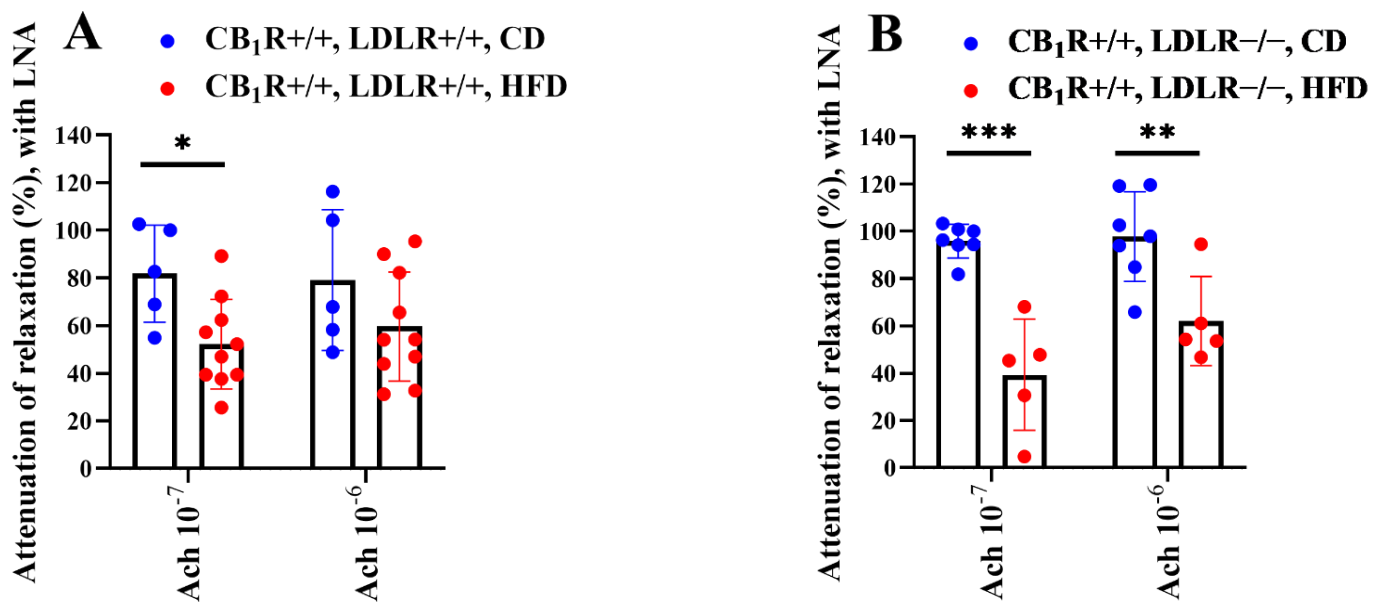 A
CB₁R+/+, LDLR+/+, CD
CB₁R+/+, LDLR+/+, HFD
Attenuation of relaxation (%), with LNA
140
120
100
80
60
40
20
0
*
Ach 10⁻⁷
Ach 10⁻⁶
B
CB₁R+/+, LDLR−/−, CD
CB₁R+/+, LDLR−/−, HFD
Attenuation of relaxation (%), with LNA
140
120
100
80
60
40
20
0
***
**
Ach 10⁻⁷
Ach 10⁻⁶